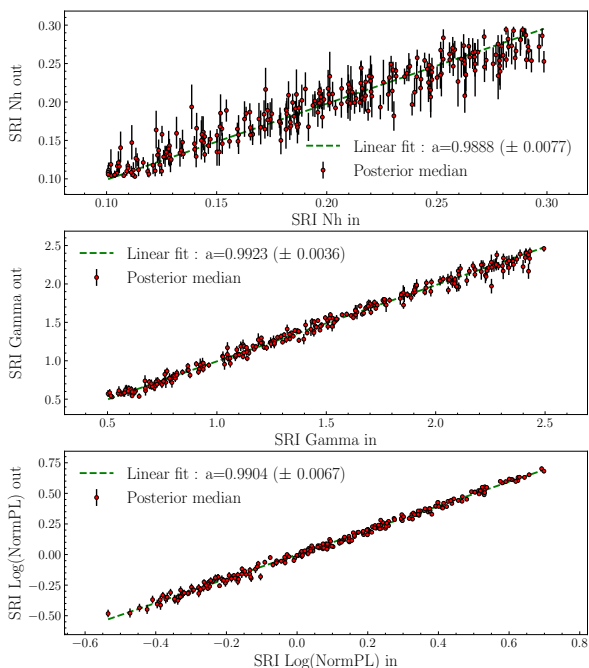 0.30
0.25
0.20
0.15
0.10
SRI Nh out
Linear fit : a=0.9888 (± 0.0077)
Posterior median
0.10 0.15 0.20 0.25 0.30
SRI Nh in
2.5
2.0
1.5
1.0
0.5
SRI Gamma out
Linear fit : a=0.9923 (± 0.0036)
Posterior median
0.5 1.0 1.5 2.0 2.5
SRI Gamma in
0.75
0.50
0.25
0.00
−0.25
−0.50
SRI Log(NormPL) out
Linear fit : a=0.9904 (± 0.0067)
Posterior median
−0.6 −0.4 −0.2 0.0 0.2 0.4 0.6 0.8
SRI Log(NormPL) in